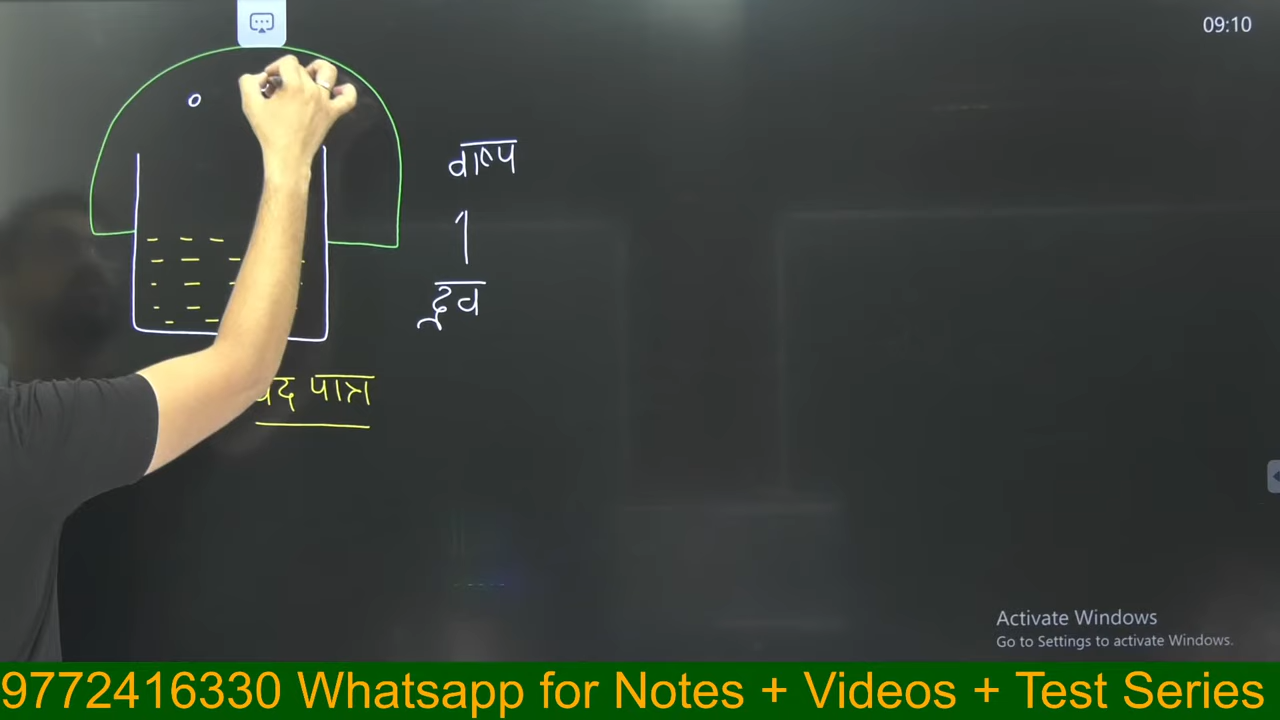 09:10
वाष्प
द्रव
पात्र
Activate Windows
Go to Settings to activate Windows.
9772416330 Whatsapp for Notes + Videos + Test Series